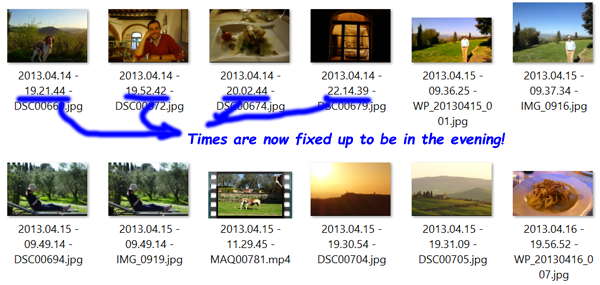 2013.04.14 -
19.21.44 -
2013.04.14 -
19.52.42 -
DSC00672.jpg
2013.04.14 -
20.02.44 -
DSC00674.jpg
2013.04.14 -
22.14.39 -
DSC00679.jpg
2013.04.15 -
09.36.25 -
WP_20130415_0
01.jpg
2013.04.15 -
09.37.34 -
IMG_0916.jpg
Times are now fixed up to be in the evening!
2013.04.15 -
09.49.14 -
DSC00694.jpg
2013.04.15 -
09.49.14 -
IMG_0919.jpg
2013.04.15 -
11.29.45 -
MAQ00781.mp4
2013.04.15 -
19.30.54 -
DSC00704.jpg
2013.04.15 -
19.31.09 -
DSC00705.jpg
2013.04.16 -
19.56.52 -
WP_20130416_0
07.jpg